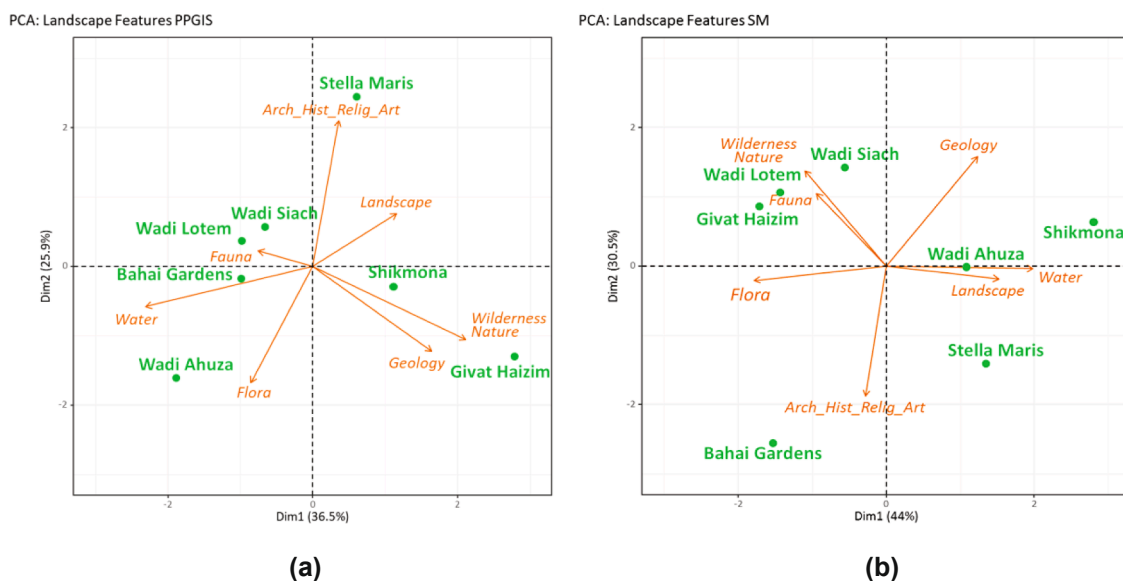 PCA: Landscape Features PPGIS
Stella Maris
Arch_Hist_Relig_Art
2
Landscape
Wadi Siach
Wadi Lotem
Fauna
0
Bahai Gardens
Shikmona
Water
Wilderness
Nature
Geology
Wadi Ahuza
Givat Haizim
Flora
-2
Dim2 (25.9%)
-2
0
2
Dim1 (36.5%)
(a)
PCA: Landscape Features SM
2
Wilderness
Nature
Wadi Siach
Geology
Wadi Lotem
Fauna
Givat Haizim
Shikmona
0
Wadi Ahuza
Water
Flora
Landscape
Stella Maris
-2
Arch_Hist_Relig_Art
Bahai Gardens
Dim2 (30.5%)
-2
0
2
Dim1 (44%)
(b)